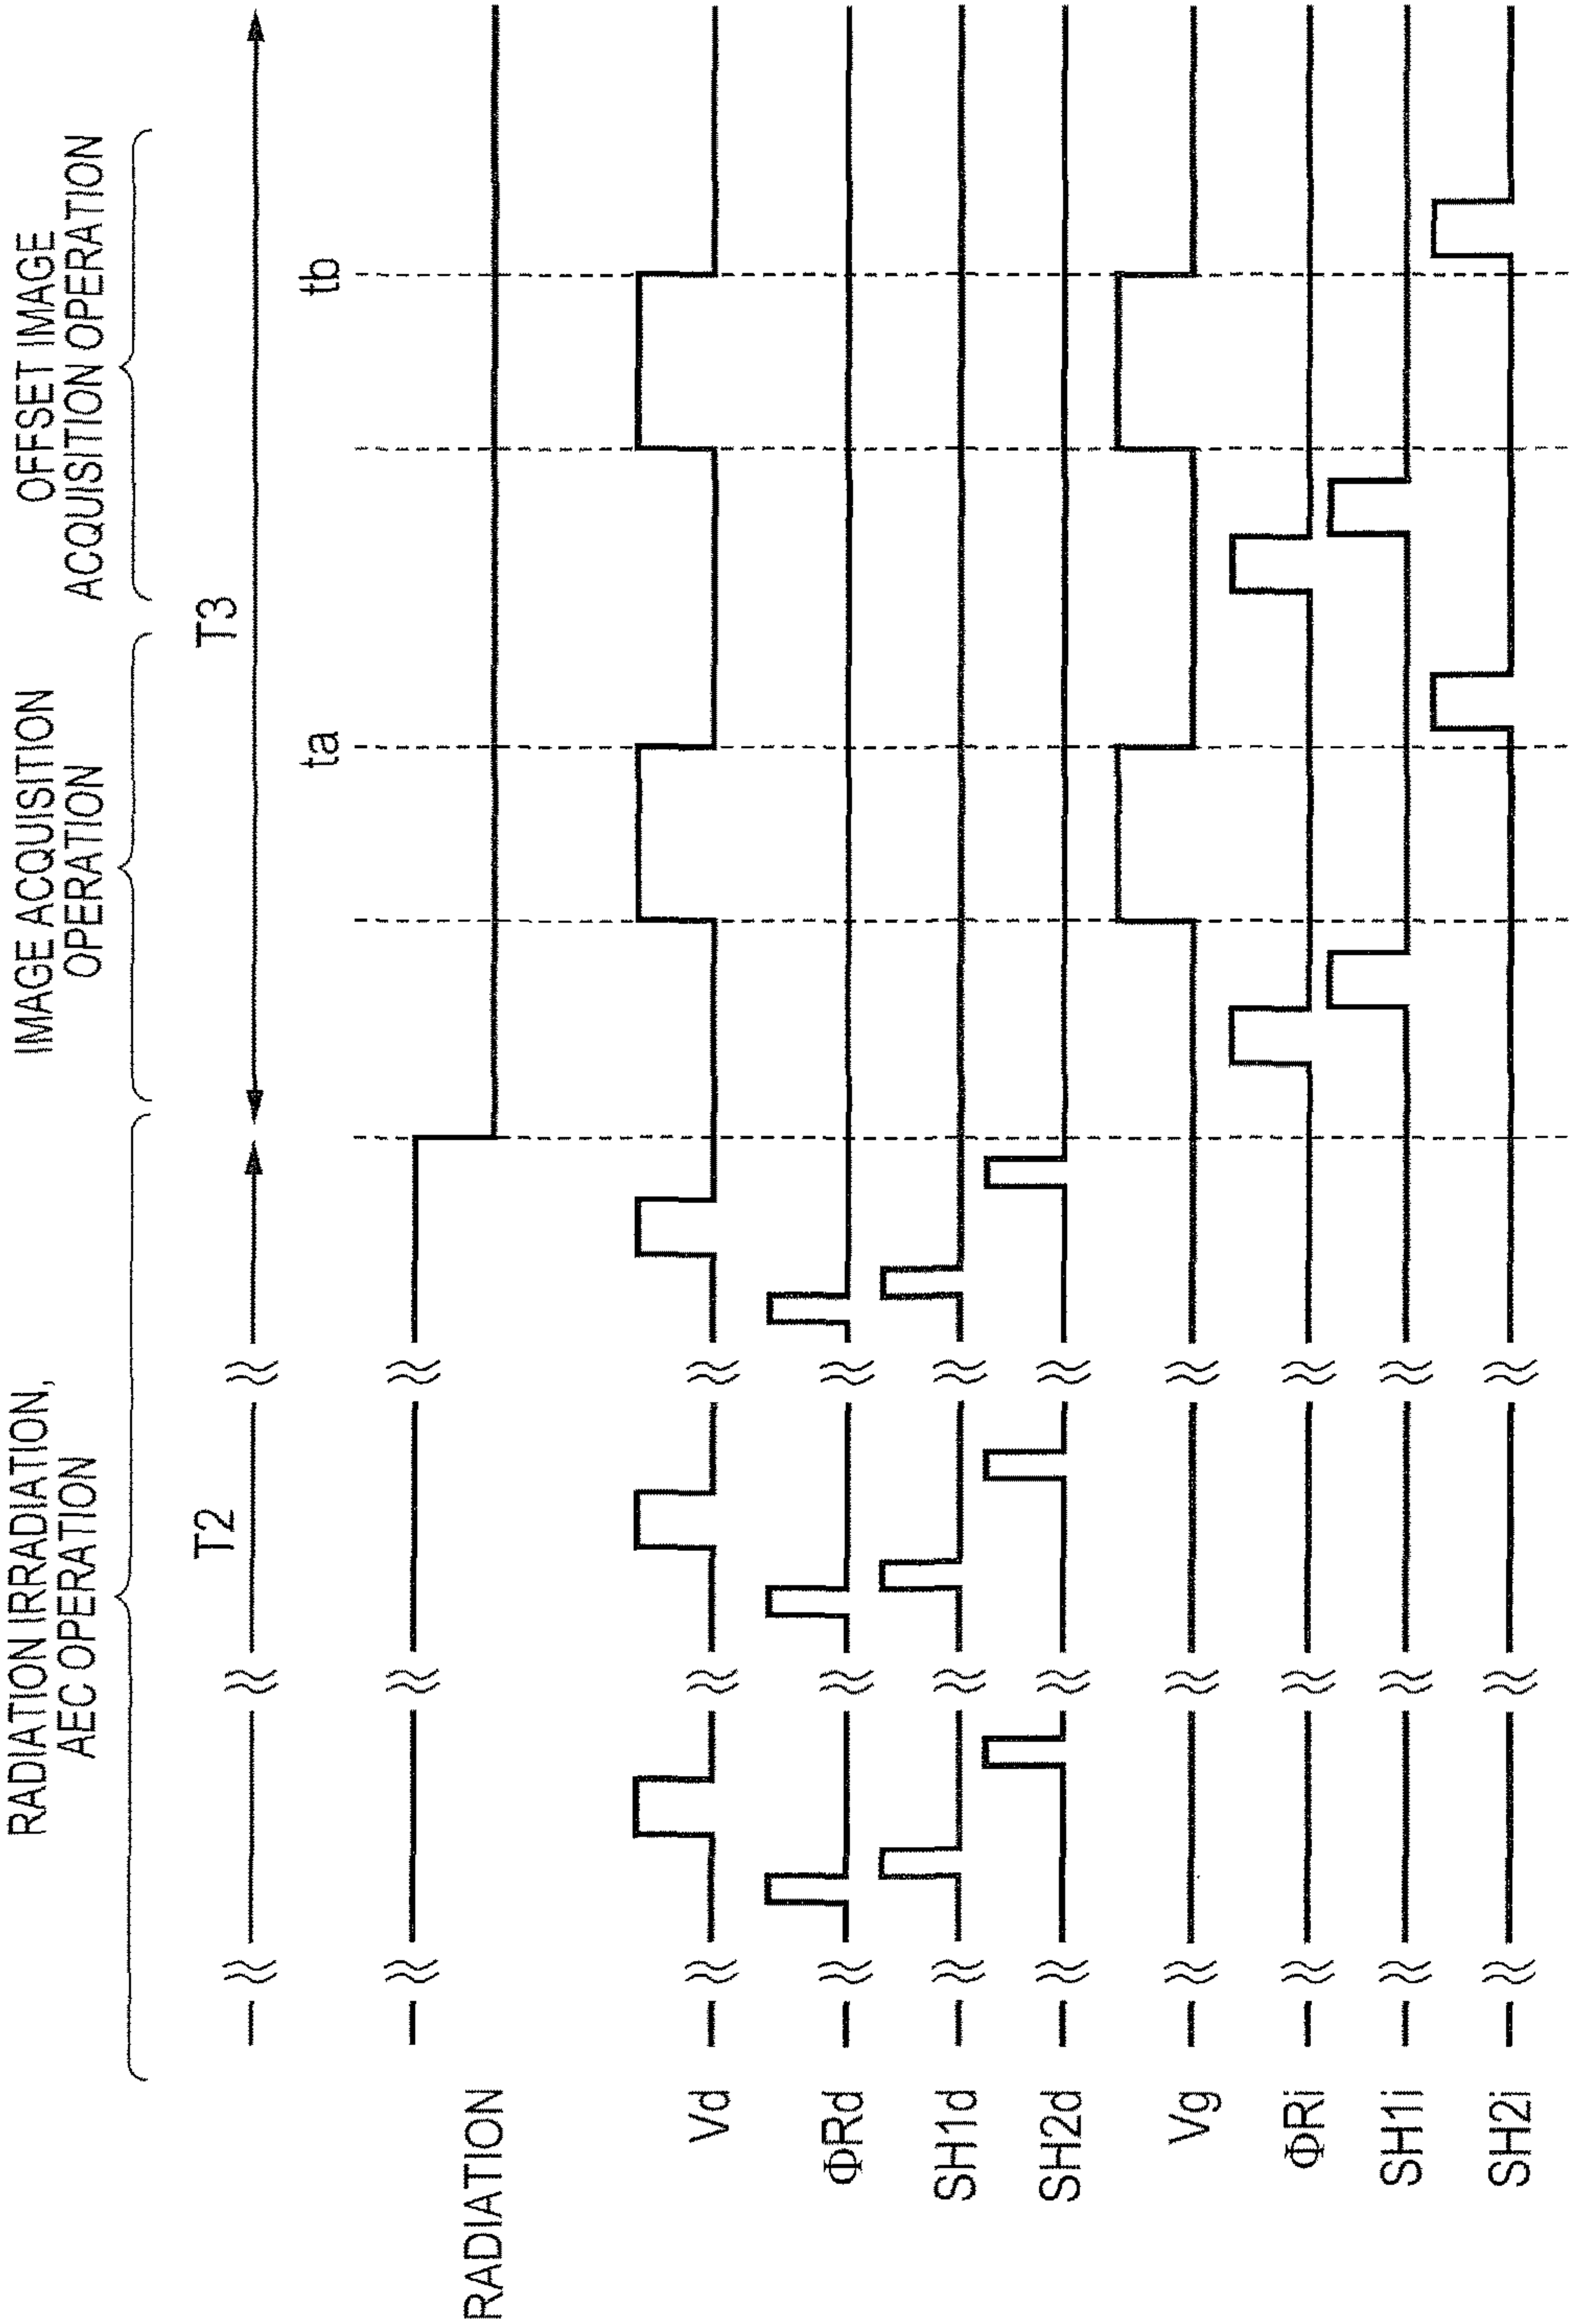 RADIATION IRRADIATION,
AEC OPERATION
IMAGE ACQUISITION
OPERATION
OFFSET IMAGE
ACQUISITION OPERATION
T2
T3
ta
tb
RADIATION
Vd
ΦRd
SH1d
SH2d
Vg
ΦRi
SH1i
SH2i